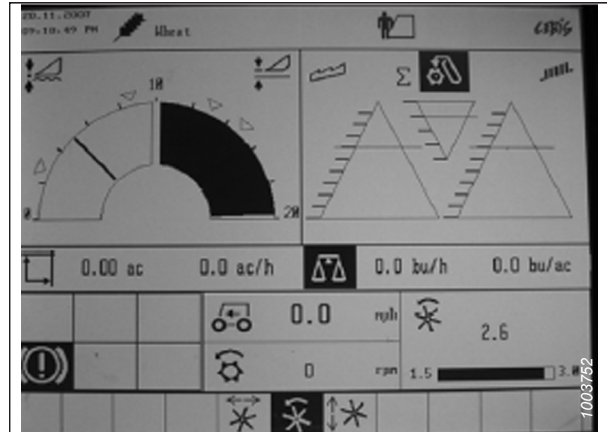 20.11.2007
09.10.49 PM Wheat CEBIS
10
Σ
0 20
0.00 ac 0.0 ac/h 0.0 bu/h 0.0 bu/ac
0.0 mph
2.6
0 rpm 1.5 3.0
1003752